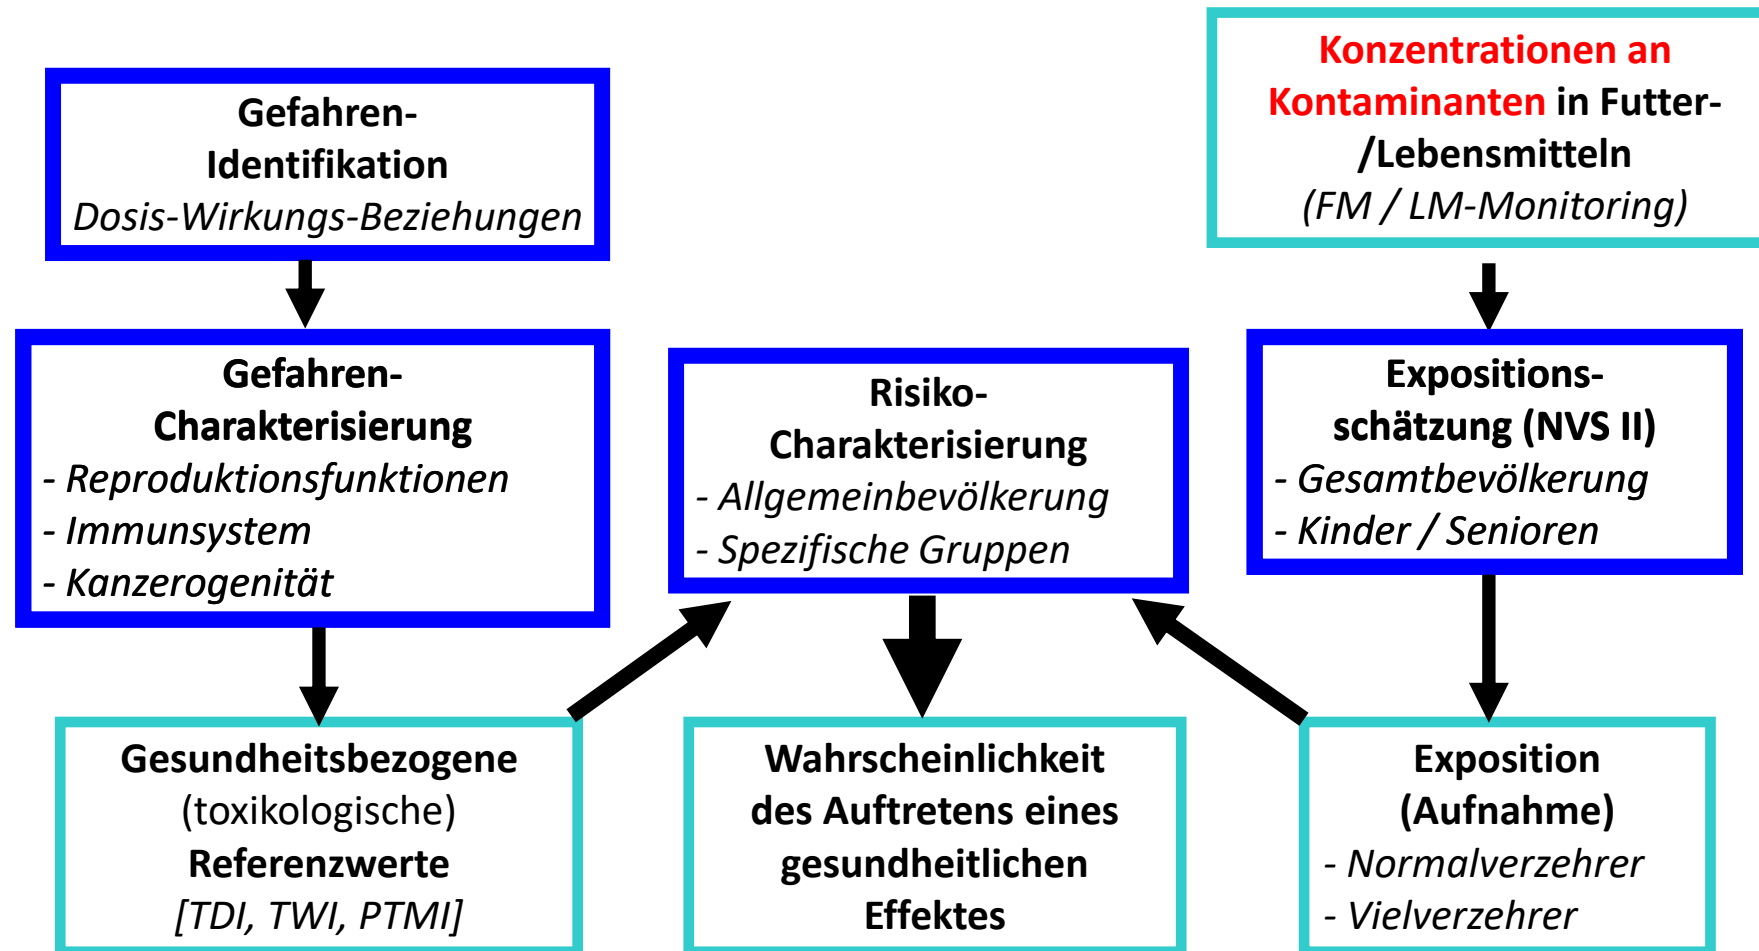 Gefahren-
Identifikation
Dosis-Wirkungs-Beziehungen
Konzentrationen an
Kontaminanten in Futter-
/Lebensmitteln
(FM / LM-Monitoring)
Gefahren-
Charakterisierung
- Reproduktionsfunktionen
- Immunsystem
- Kanzerogenität
Risiko-
Charakterisierung
- Allgemeinbevölkerung
- Spezifische Gruppen
Expositions-
schätzung (NVS II)
- Gesamtbevölkerung
- Kinder / Senioren
Gesundheitsbezogene
(toxikologische)
Referenzwerte
[TDI, TWI, PTMI]
Wahrscheinlichkeit
des Auftretens eines
gesundheitlichen
Effektes
Exposition
(Aufnahme)
- Normalverzehrer
- Vielverzehrer